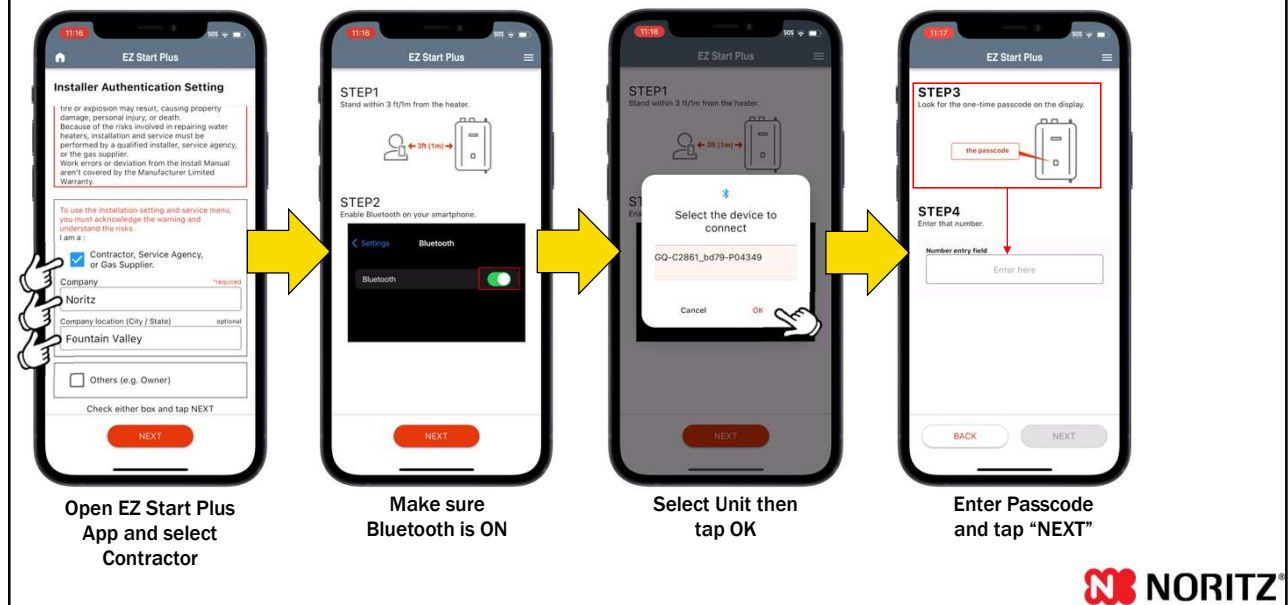 11:16
SOS
EZ Start Plus
Installer Authentication Setting
fire or explosion may result, causing property
damage, personal injury, or death.
Because of the risks involved in repairing water
heaters, installation and service must be
performed by a qualified installer, service agency,
or the gas supplier.
Work errors or deviation from the Install Manual
aren't covered by the Manufacturer Limited
Warranty.
To use the installation setting and service menu,
you must acknowledge the warning and
understand the risks.
I am a :
Contractor, Service Agency,
or Gas Supplier.
Company *required
Noritz
Company location (City / State) optional
Fountain Valley
Others (e.g. Owner)
Check either box and tap NEXT
NEXT
Open EZ Start Plus
App and select
Contractor
11:16
SOS
EZ Start Plus
STEP1
Stand within 3 ft/1m from the heater.
3ft (1m)
STEP2
Enable Bluetooth on your smartphone.
Settings Bluetooth
Bluetooth
NEXT
Make sure
Bluetooth is ON
11:16
SOS
EZ Start Plus
STEP1
Stand within 3 ft/1m from the heater.
3ft (1m)
Select the device to
connect
GQ-C2861_bd79-P04349
Cancel OK
NEXT
Select Unit then
tap OK
11:17
SOS
EZ Start Plus
STEP3
Look for the one-time passcode on the display.
the passcode
STEP4
Enter that number.
Number entry field
Enter here
BACK NEXT
Enter Passcode
and tap “NEXT”
NORITZ®